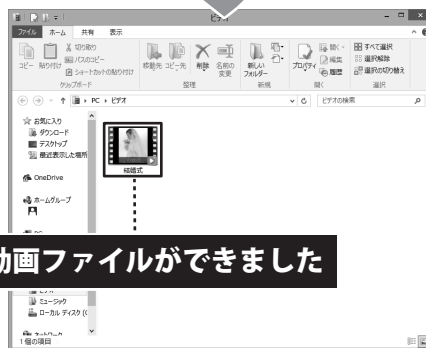 ビデオ
ファイル ホーム 共有 表示
コピー 貼り付け
切り取り
パスのコピー
ショートカットの貼り付け
移動先 コピー先 削除 名前の変更
新しいフォルダー
プロパティ
開く
編集
履歴
すべて選択
選択解除
選択の切り替え
クリップボード 整理 新規 開く 選択
PC ビデオ
ビデオの検索
お気に入り
ダウンロード
デスクトップ
最近表示した場所
結婚式
OneDrive
ホームグループ
動画ファイルができました
ミュージック
ローカル ディスク (C
1 個の項目